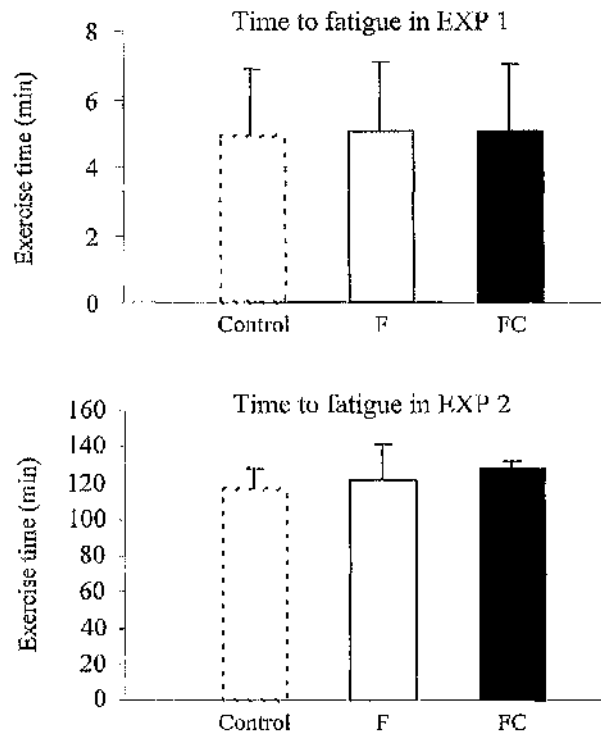 Time to fatigue in EXP 1
8
6
4
2
0
Exercise time (min)
Control F FC
Time to fatigue in EXP 2
160
140
120
100
80
60
40
20
0
Exercise time (min)
Control F FC